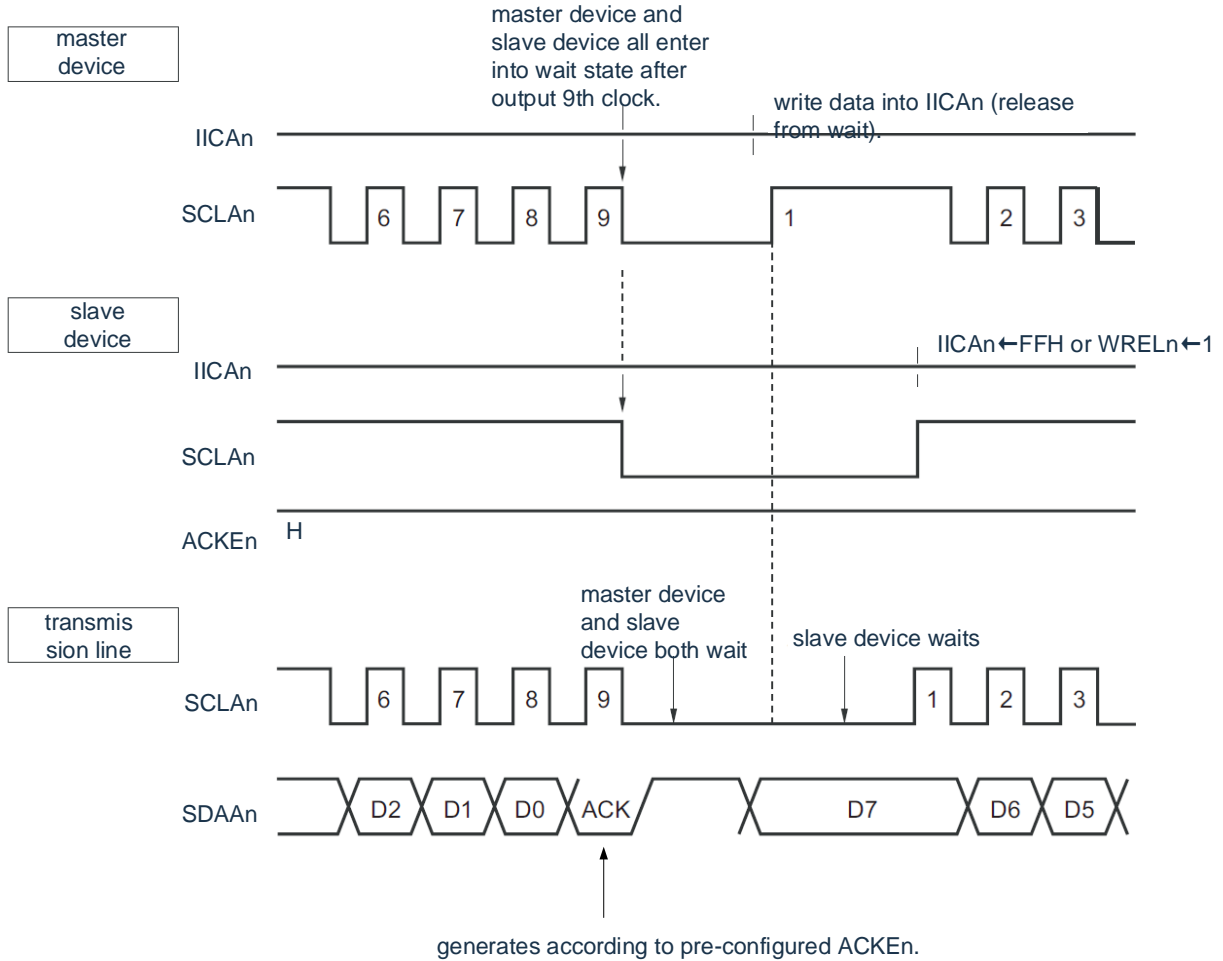 master
device
master device and
slave device all enter
into wait state after
output 9th clock.
write data into IICAn (release
from wait).
IICAn
SCLAn
6
7
8
9
1
2
3
slave
device
IICAn←FFH or WRELn←1
IICAn
SCLAn
ACKEn
H
transmis
sion line
master device
and slave
device both wait
slave device waits
SCLAn
6
7
8
9
1
2
3
SDAAn
D2
D1
D0
ACK
D7
D6
D5
generates according to pre-configured ACKEn.